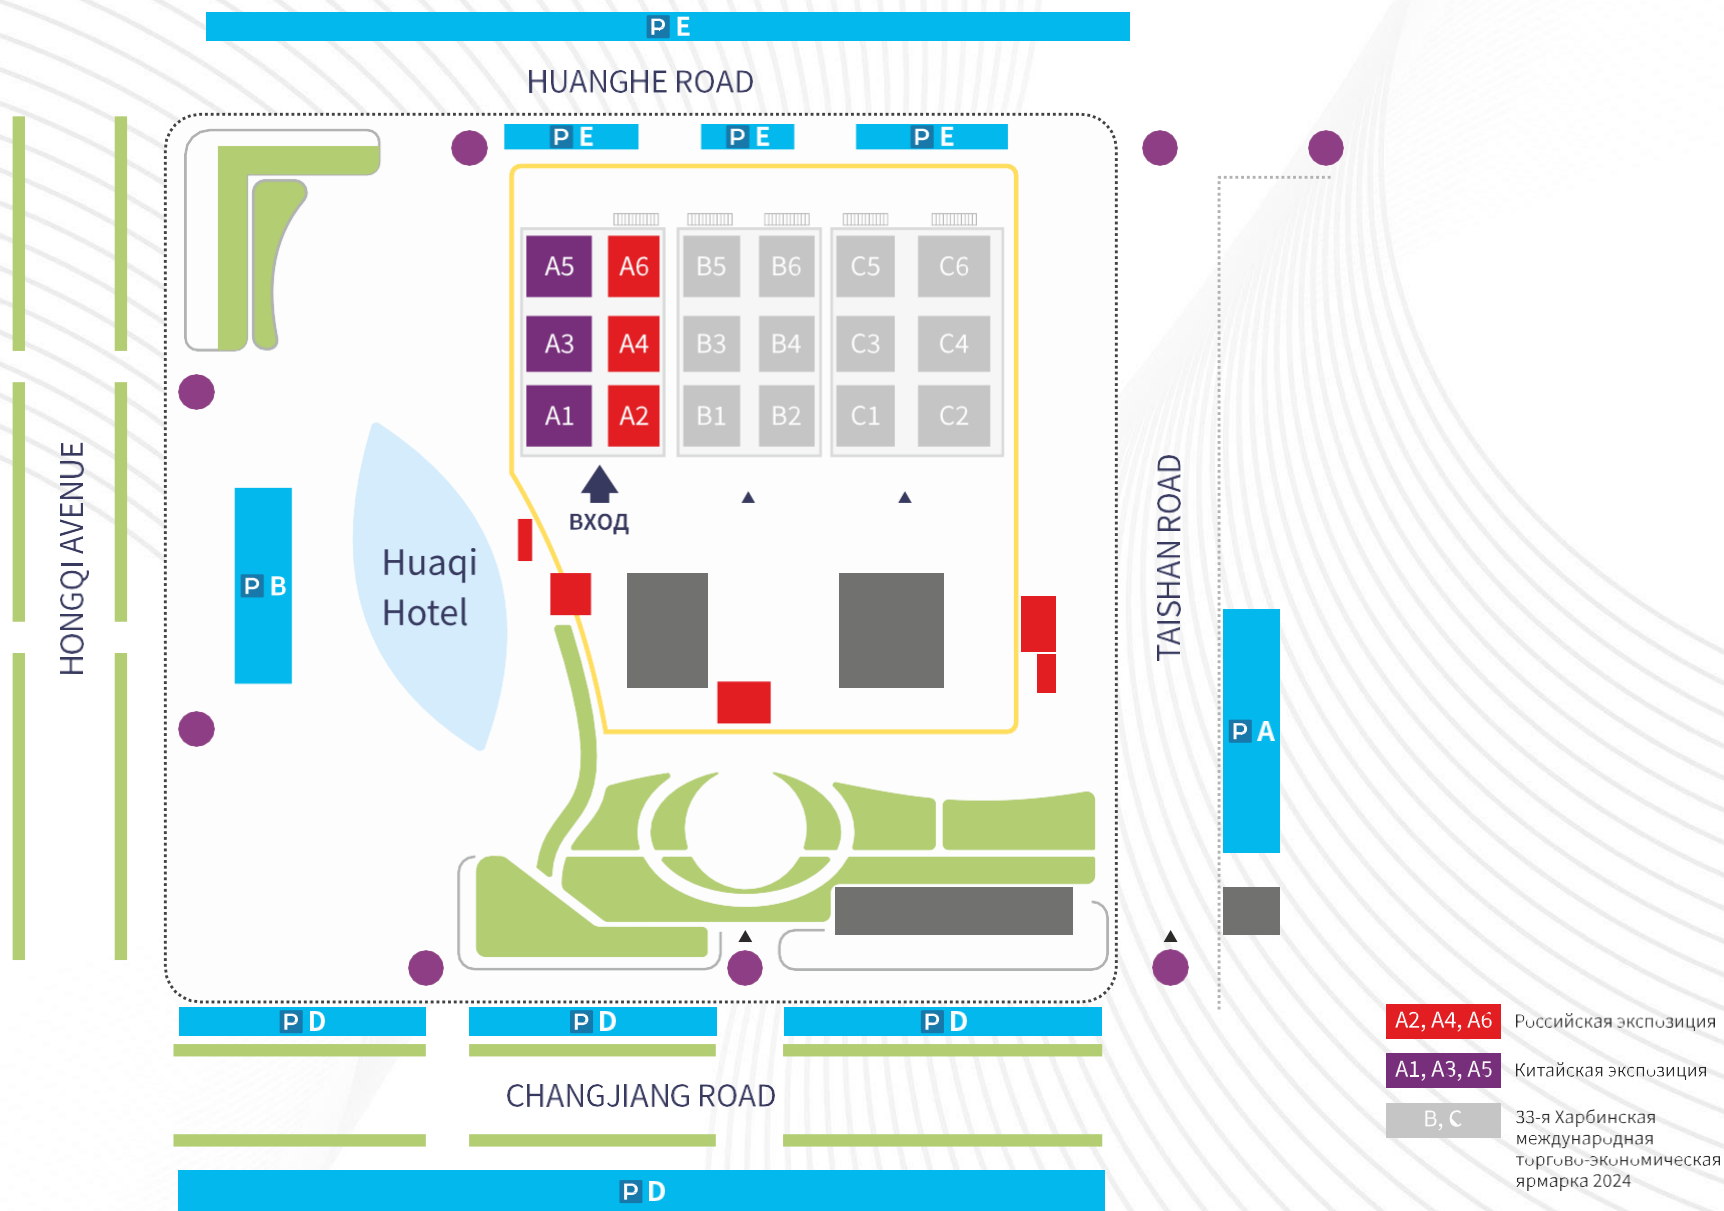 P E
HUANGHE ROAD
P E
P E
P E
A5 A6 B5 B6 C5 C6
A3 A4 B3 B4 C3 C4
A1 A2 B1 B2 C1 C2
ВХОД
HONGQI AVENUE
P B
Huaqi
Hotel
TAISHAN ROAD
P A
P D
P D
P D
CHANGJIANG ROAD
P D
A2, A4, A6 Российская экспозиция
A1, A3, A5 Китайская экспозиция
B, C 33-я Харбинская
международная
торгово-экономическая
ярмарка 2024